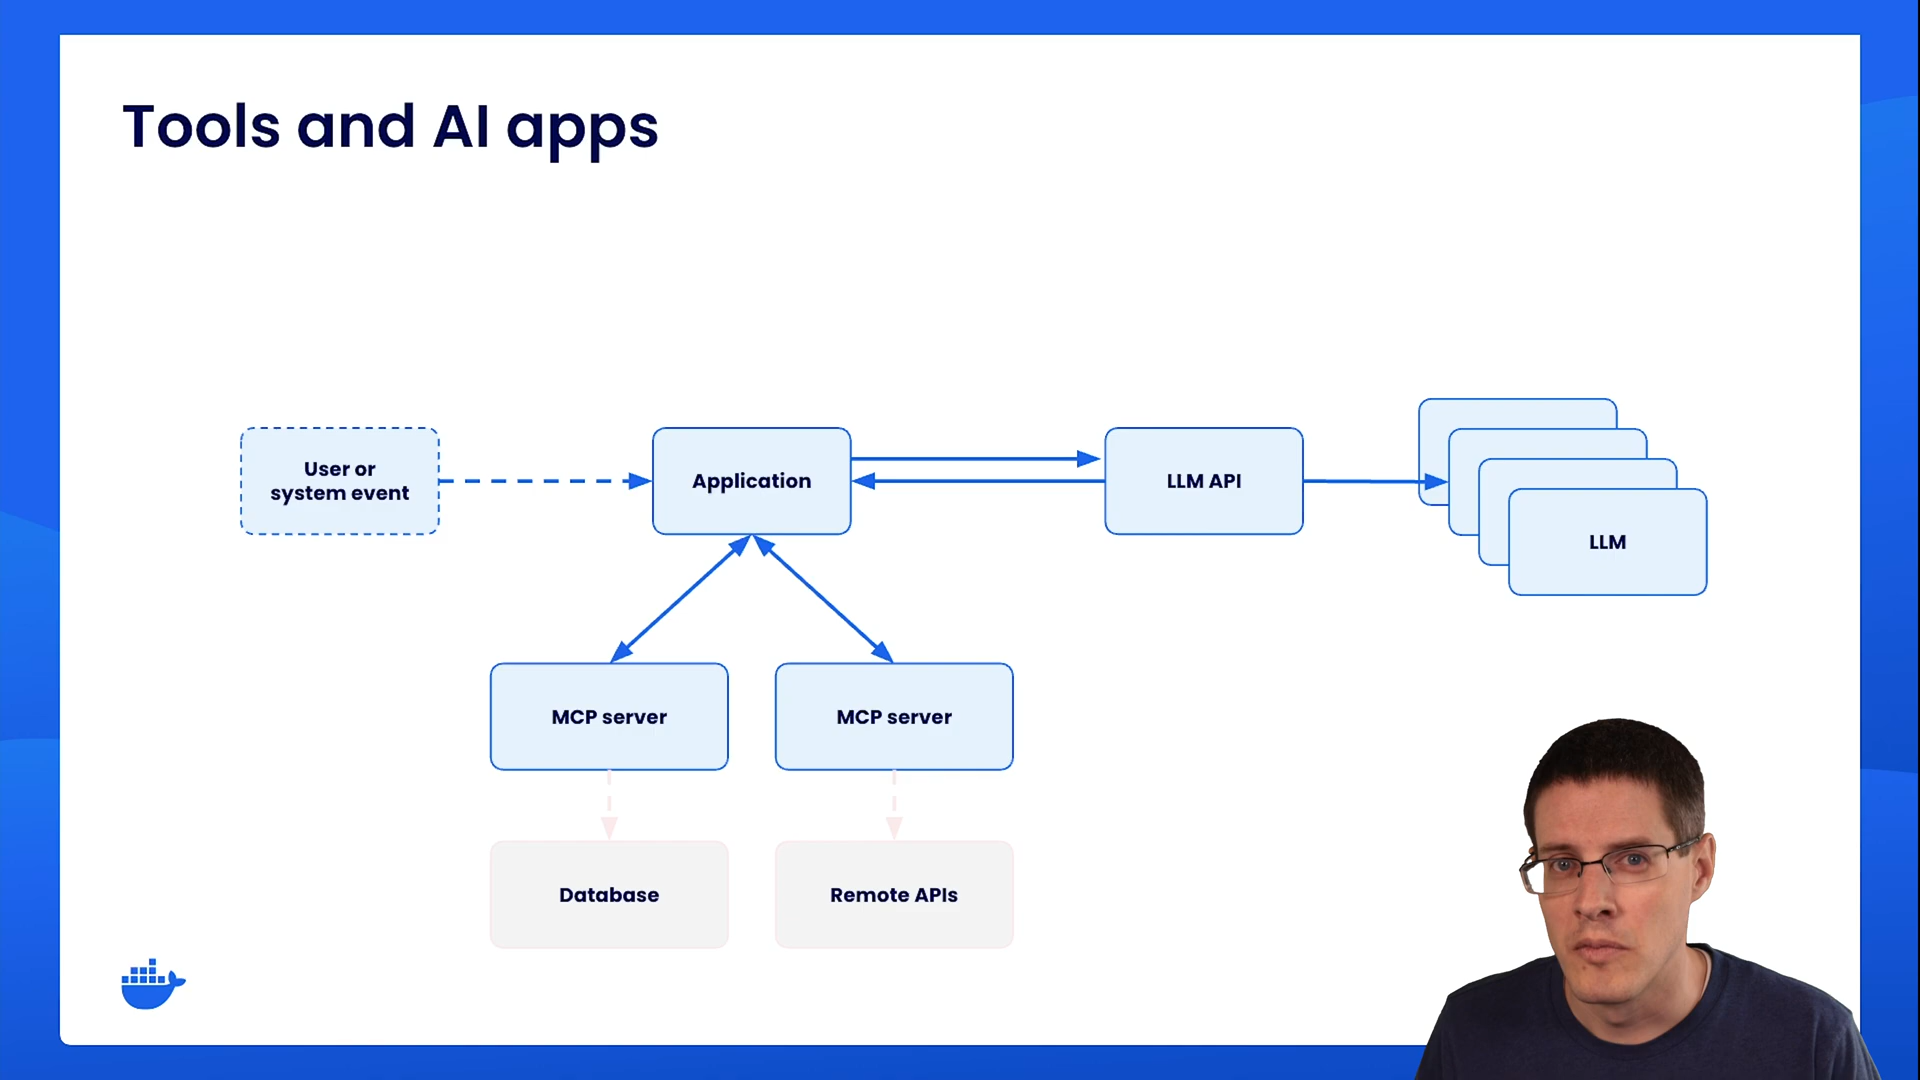 Tools and AI apps
User or
system event
Application
LLM API
LLM
MCP server
MCP server
Database
Remote APIs